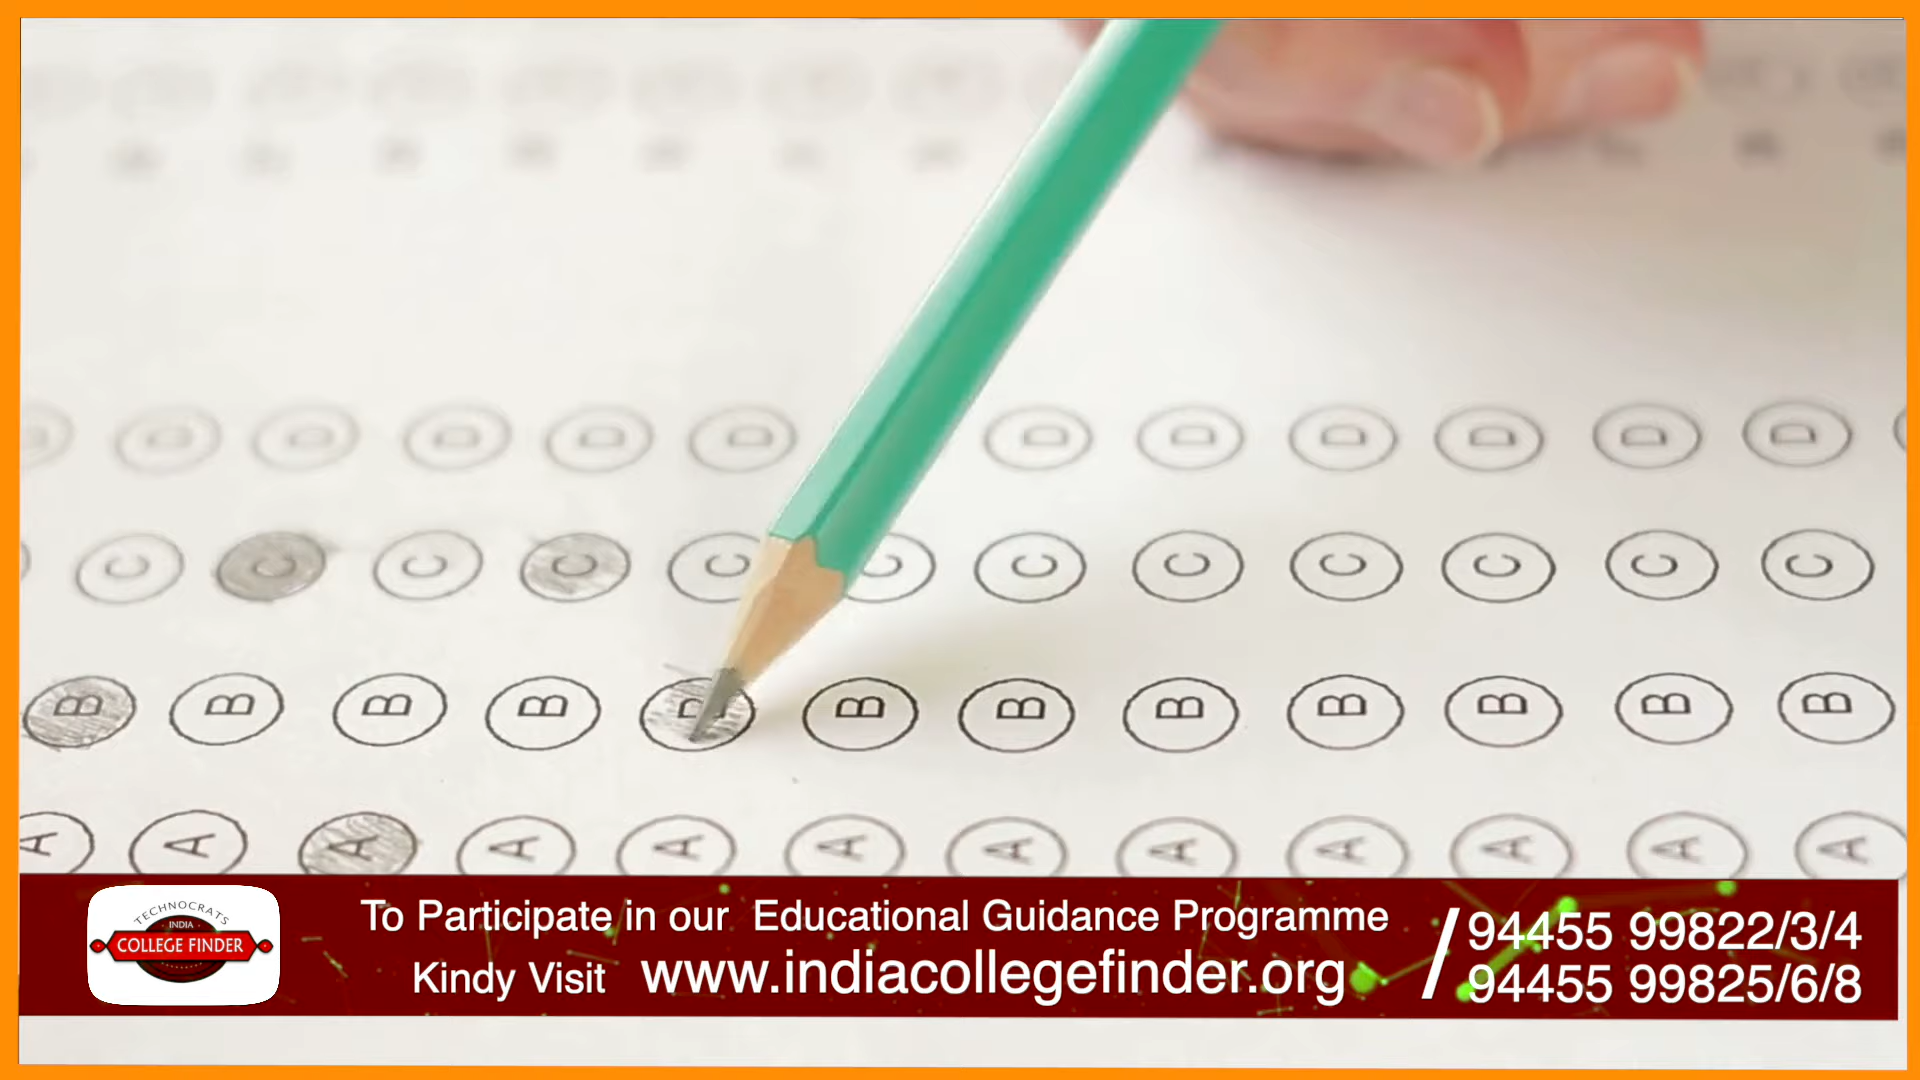 D D D D D D D D D D D D
C C C C C C C C C C C C
B B B B B B B B B B B B
A A A A A A A A A A A A
TECHNOCRATS
INDIA
COLLEGE FINDER
To Participate in our Educational Guidance Programme
Kindy Visit www.indiacollegefinder.org
/ 94455 99822/3/4
94455 99825/6/8